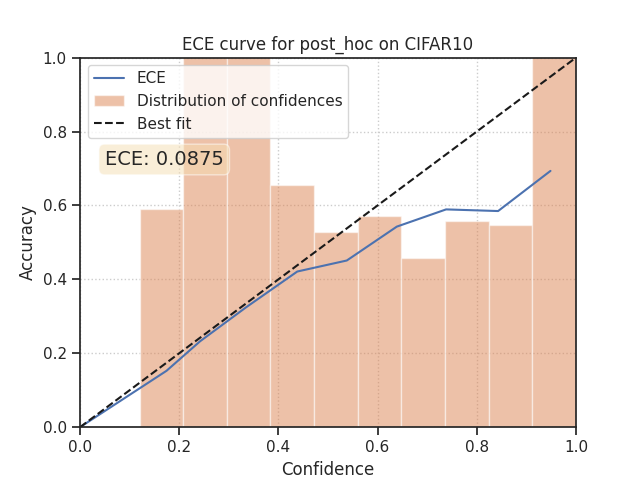 ECE curve for post_hoc on CIFAR10
1.0
0.8
0.6
0.4
0.2
0.0
Accuracy
ECE
Distribution of confidences
Best fit
ECE: 0.0875
0.0 0.2 0.4 0.6 0.8 1.0
Confidence